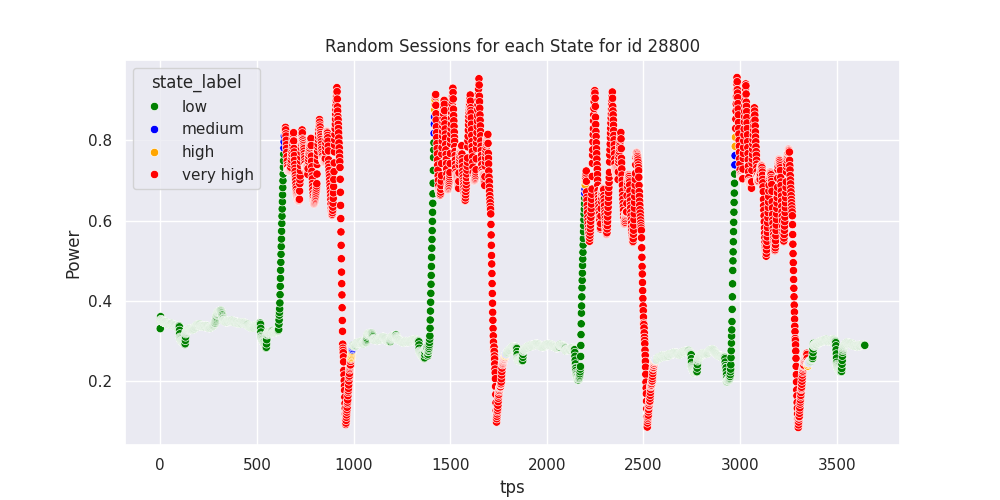 Random Sessions for each State for id 28800
state_label
low
medium
high
very high
Power
0.8
0.6
0.4
0.2
0
500
1000
1500
2000
2500
3000
3500
tps